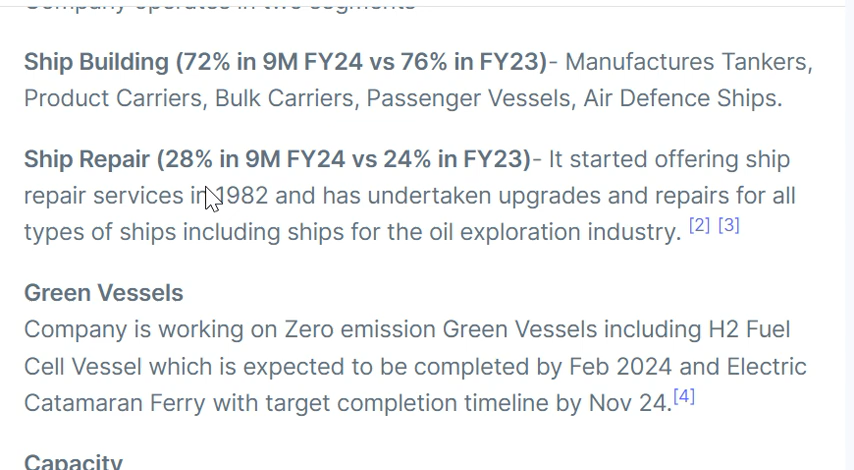 Company operates in two segments
Ship Building (72% in 9M FY24 vs 76% in FY23)- Manufactures Tankers,
Product Carriers, Bulk Carriers, Passenger Vessels, Air Defence Ships.
Ship Repair (28% in 9M FY24 vs 24% in FY23)- It started offering ship
repair services in 1982 and has undertaken upgrades and repairs for all
types of ships including ships for the oil exploration industry. [2] [3]
Green Vessels
Company is working on Zero emission Green Vessels including H2 Fuel
Cell Vessel which is expected to be completed by Feb 2024 and Electric
Catamaran Ferry with target completion timeline by Nov 24.[4]
Capacity